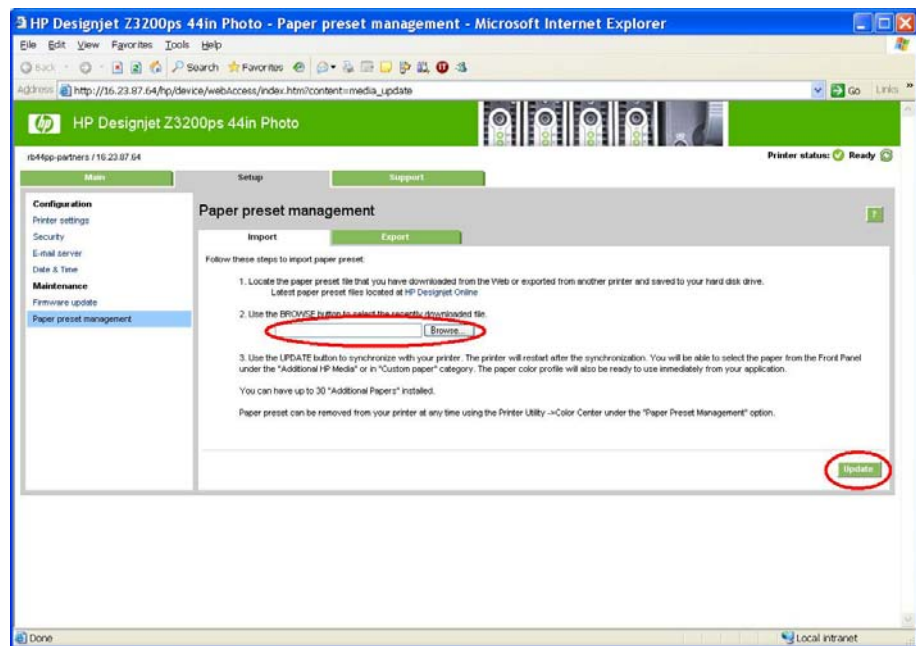 HP Designjet Z3200ps 44in Photo - Paper preset management - Microsoft Internet Explorer
File Edit View Favorites Tools Help
Back Search Favorites
Address http://16.23.87.64/hp/device/webAccess/index.htm?content=media_update Go Links »
hp HP Designjet Z3200ps 44in Photo
rb44pp-partners / 16.23.87.64 Printer status: Ready
Main Setup Support
Configuration
Printer settings
Security
E-mail server
Date & Time
Maintenance
Firmware update
Paper preset management
Paper preset management ?
Import Export
Follow these steps to import paper preset:
1. Locate the paper preset file that you have downloaded from the Web or exported from another printer and saved to your hard disk drive.
Latest paper preset files located at HP Designjet Online
2. Use the BROWSE button to select the recently downloaded file.
Browse...
3. Use the UPDATE button to synchronize with your printer. The printer will restart after the synchronization. You will be able to select the paper from the Front Panel
under the "Additional HP Media" or in "Custom paper" category. The paper color profile will also be ready to use immediately from your application.
You can have up to 30 "Additional Papers" installed.
Paper preset can be removed from your printer at any time using the Printer Utility ->Color Center under the "Paper Preset Management" option.
Update
Done Local intranet